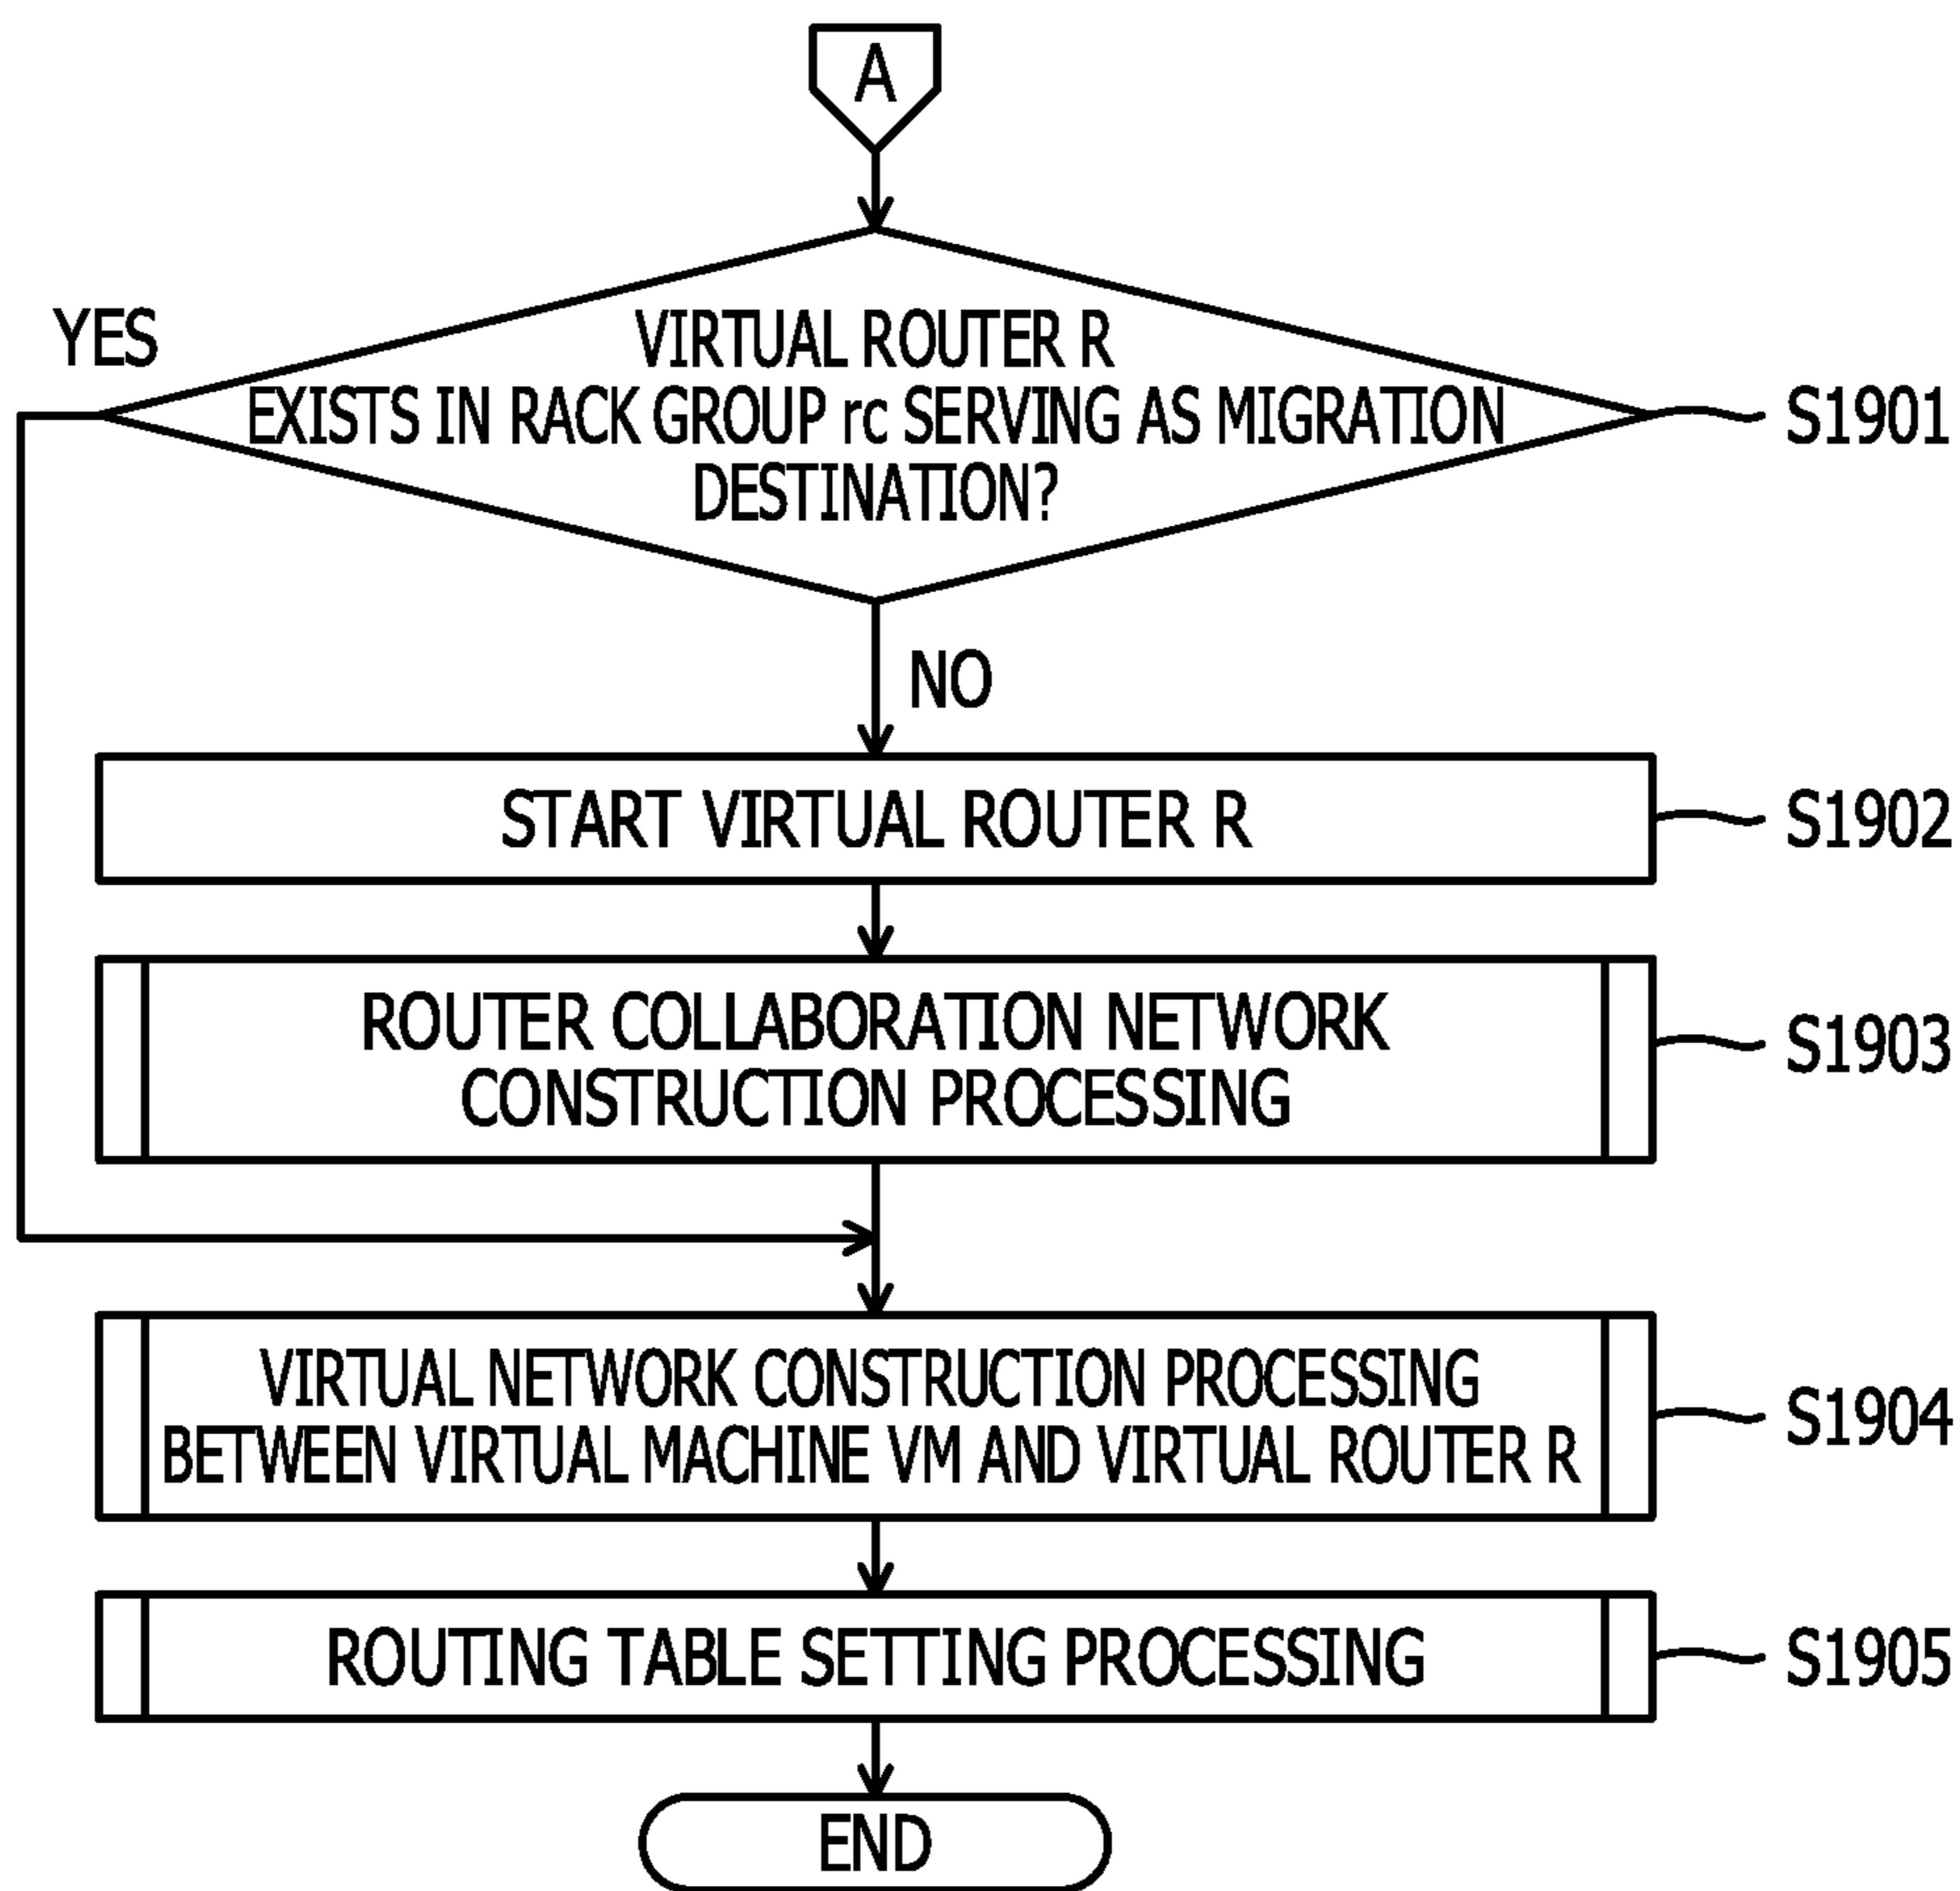 A
VIRTUAL ROUTER R
YES
EXISTS IN RACK GROUP rc SERVING AS MIGRATION
S1901
DESTINATION?
NO
START VIRTUAL ROUTER R
S1902
ROUTER COLLABORATION NETWORK
CONSTRUCTION PROCESSING
S1903
VIRTUAL NETWORK CONSTRUCTION PROCESSING
BETWEEN VIRTUAL MACHINE VM AND VIRTUAL ROUTER R
S1904
ROUTING TABLE SETTING PROCESSING
S1905
END